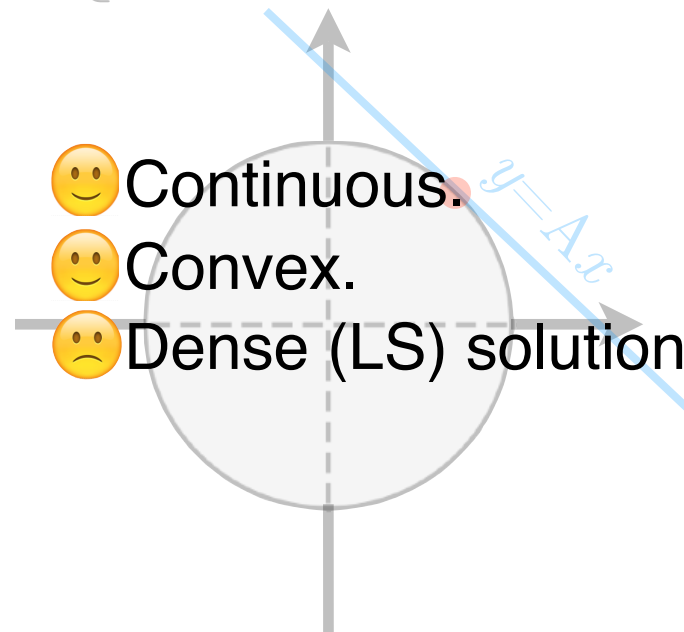 y=Ax
Continuous.
Convex.
Dense (LS) solution